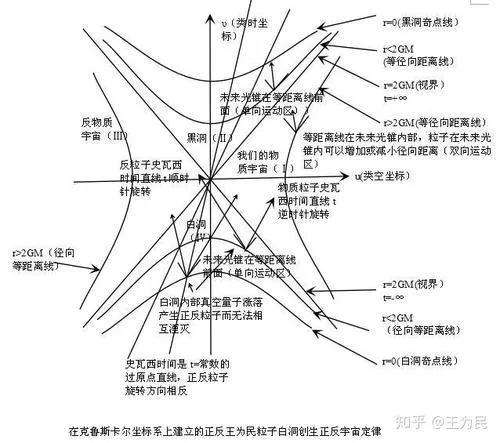 υ（类时坐
标）
r=0(黑洞奇点线)
r<2GM
(等径向距离线)
r=2GM(视界)
t=+∞
r>2GM(等径向距离线)
未来光锥在等距离线前
面（单向运动区）
等距离线在未来光锥内部，粒子在未来光
锥内可以增加或减小径向距离（双向运动
区）
反物质
宇宙（Ⅲ）
黑洞（Ⅱ）
我们的物
质宇宙（Ⅰ）
反粒子史瓦西
时间直线 t 顺时
针旋转
u(类空坐标)
物质粒子史瓦
西时间直线 t
逆时针旋转
白洞
（Ⅳ）
未来光锥在等距离线
前面（单向运动区）
r>2GM（径向
等距离线）
r=2GM(视界)
t=-∞
白洞内部真空量子涨落
产生正反粒子而无法相
互湮灭
r<2GM
（径向等距离线）
r=0(白洞奇点线)
史瓦西时间是 t=常数的
过原点直线，正反粒子
旋转方向相反
在克鲁斯卡尔坐标系上建立的正反王为民粒子白洞创生正反宇宙定律
知乎 @王为民